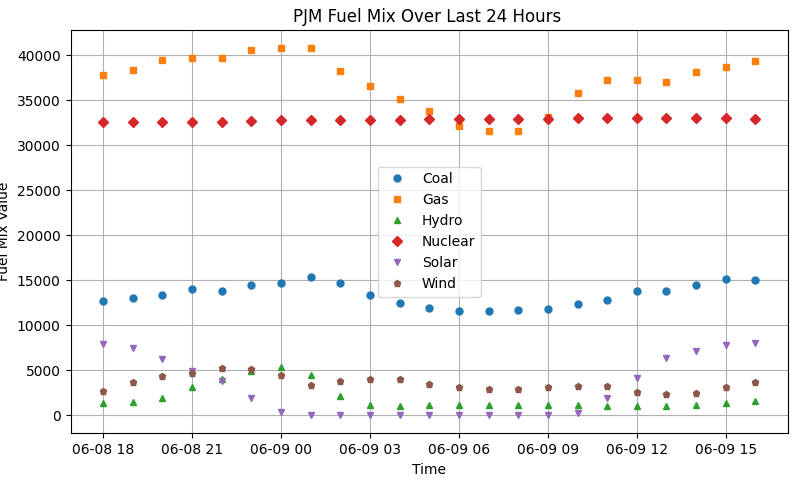 PJM Fuel Mix Over Last 24 Hours
Fuel Mix Value
40000
35000
30000
25000
20000
15000
10000
5000
0
Coal
Gas
Hydro
Nuclear
Solar
Wind
06-08 18 06-08 21 06-09 00 06-09 03 06-09 06 06-09 09 06-09 12 06-09 15
Time